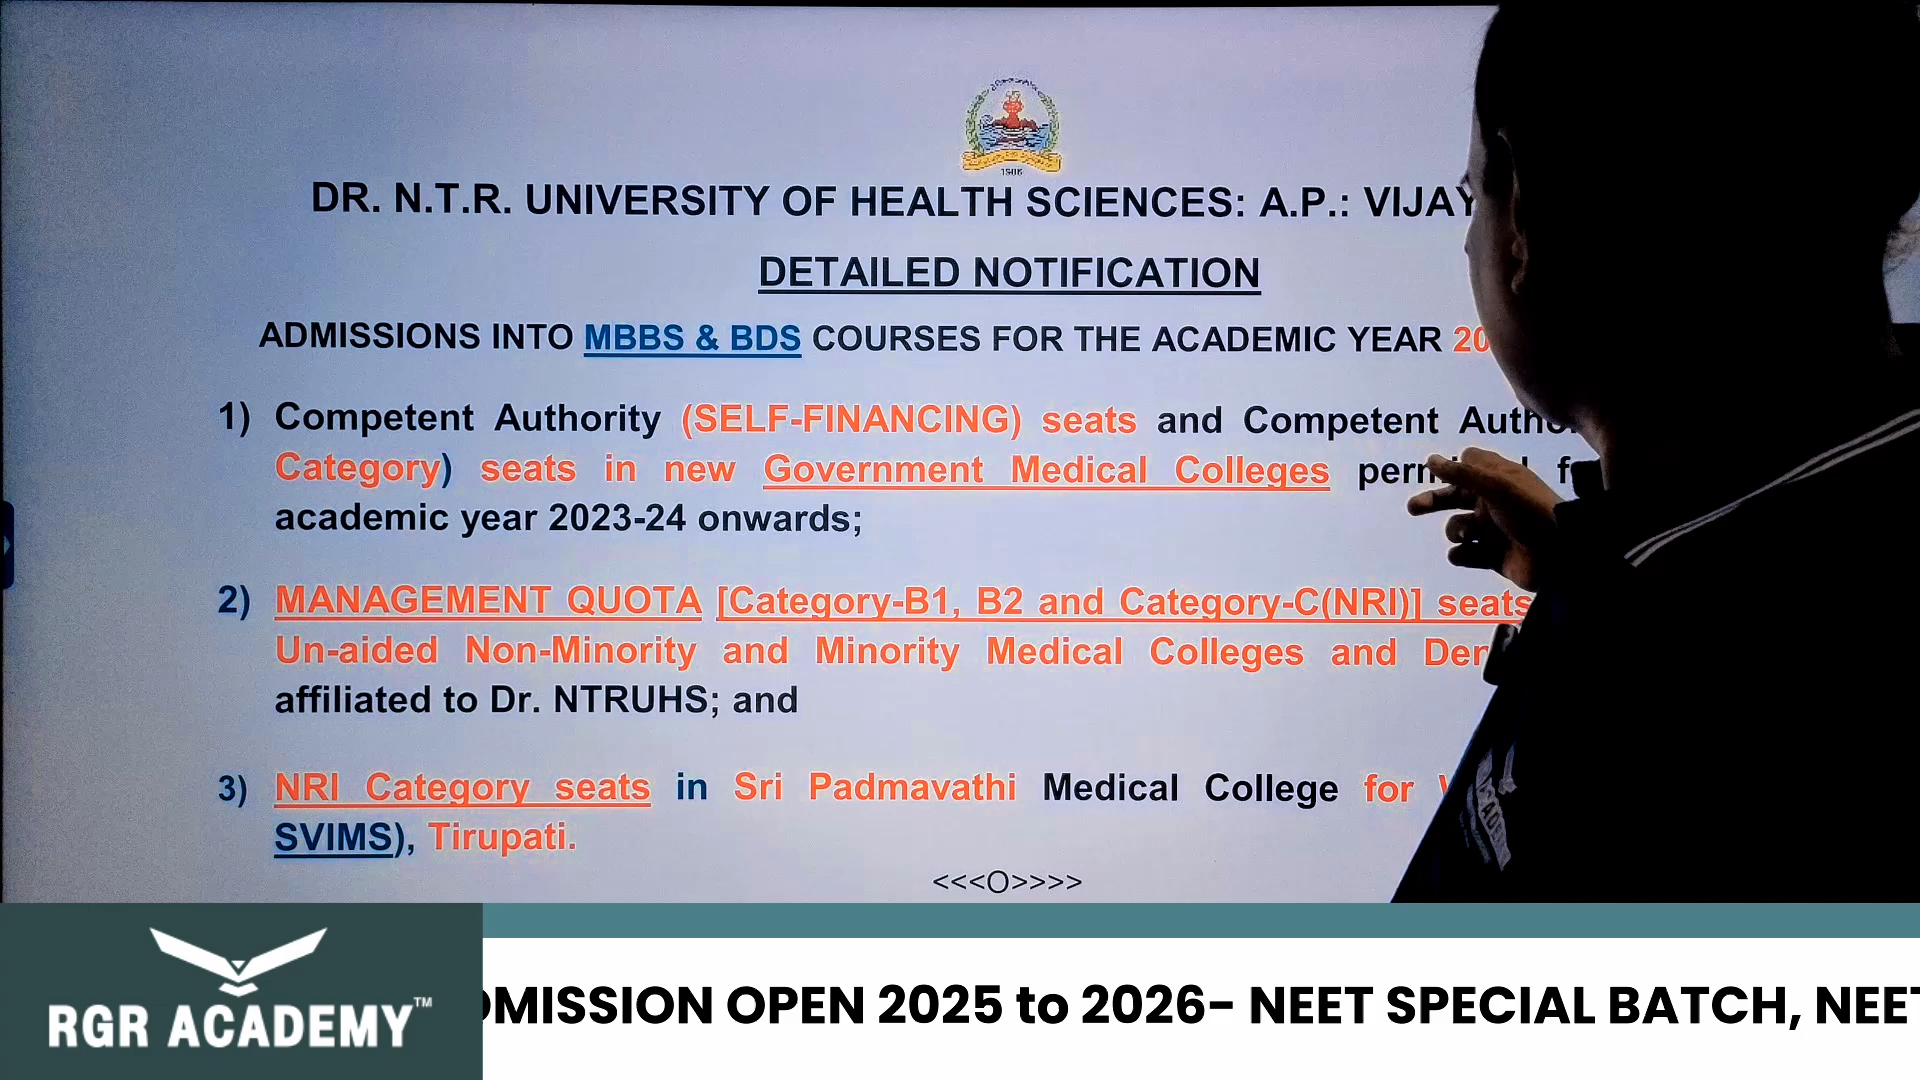 1986
DR. N.T.R. UNIVERSITY OF HEALTH SCIENCES: A.P.: VIJAY
DETAILED NOTIFICATION
ADMISSIONS INTO MBBS & BDS COURSES FOR THE ACADEMIC YEAR 20
1) Competent Authority (SELF-FINANCING) seats and Competent
Category) seats in new Government Medical Colleges
academic year 2023-24 onwards;
2) MANAGEMENT QUOTA [Category-B1, B2 and Category-C(NRI)] seats
Un-aided Non-Minority and Minority Medical Colleges and
affiliated to Dr. NTRUHS; and
3) NRI Category seats in Sri Padmavathi Medical College for
SVIMS), Tirupati.
<<<O>>>>
RGR ACADEMY™
DMISSION OPEN 2025 to 2026- NEET SPECIAL BATCH, NEET